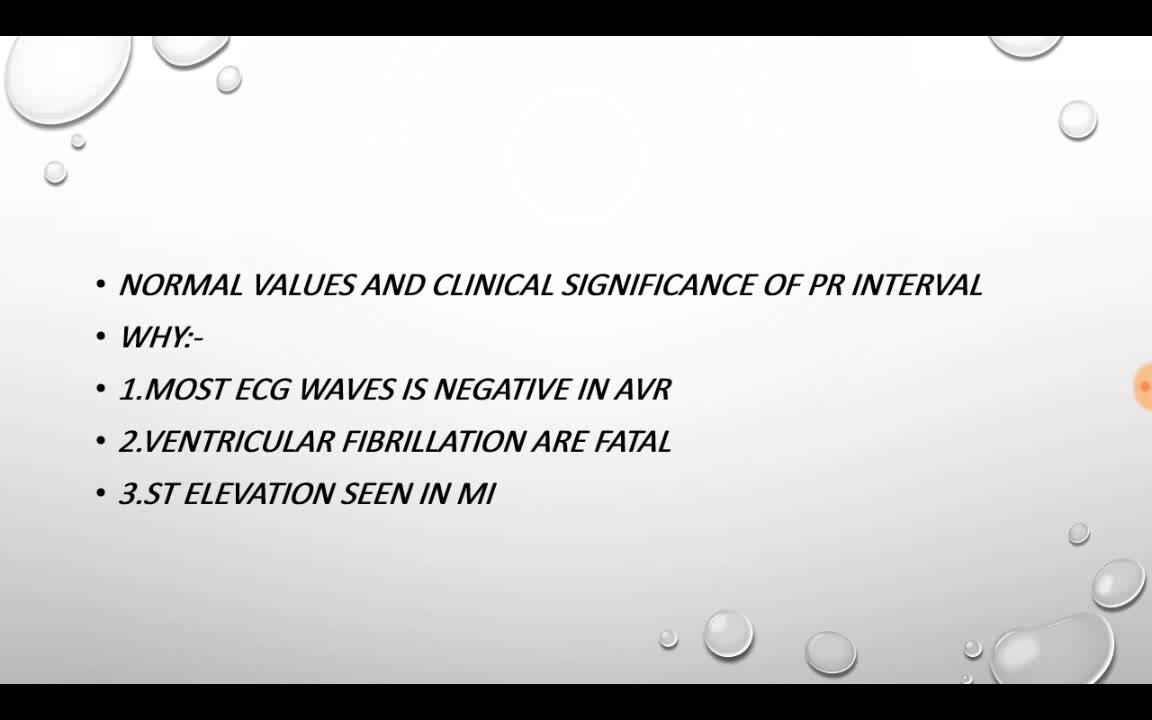 • NORMAL VALUES AND CLINICAL SIGNIFICANCE OF PR INTERVAL
• WHY:-
• 1.MOST ECG WAVES IS NEGATIVE IN AVR
• 2.VENTRICULAR FIBRILLATION ARE FATAL
• 3.ST ELEVATION SEEN IN MI